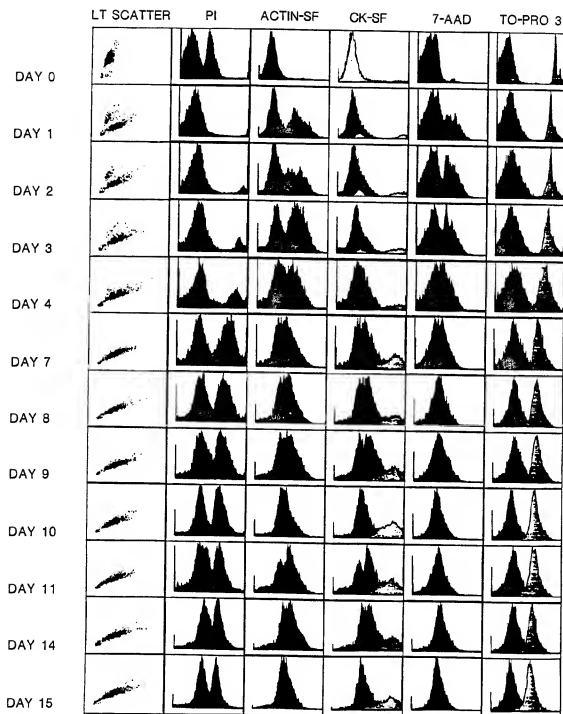 LT SCATTER PI ACTIN-SF CK-SF 7-AAD TO-PRO 3
DAY 0
DAY 1
DAY 2
DAY 3
DAY 4
DAY 7
DAY 8
DAY 9
DAY 10
DAY 11
DAY 14
DAY 15